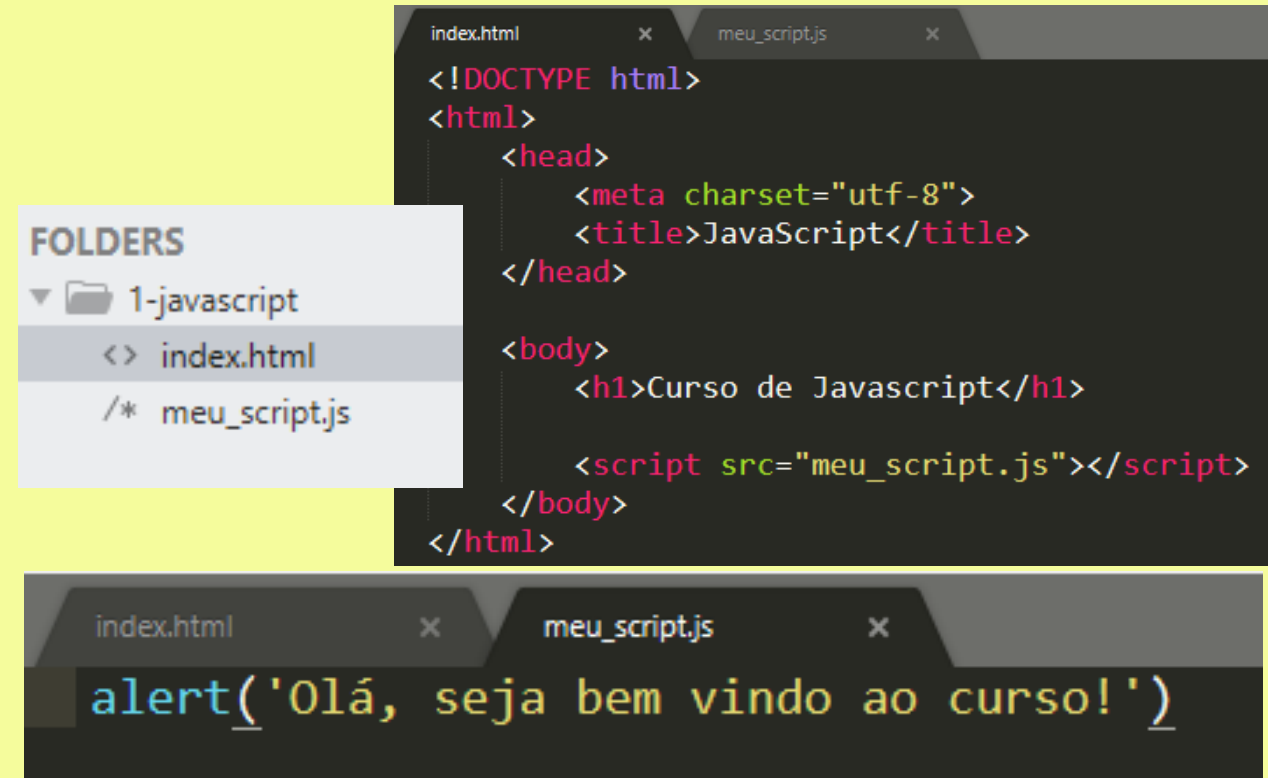 index.html × meu_script.js ×
<!DOCTYPE html>
<html>
<head>
<meta charset="utf-8">
<title>JavaScript</title>
</head>
<body>
<h1>Curso de Javascript</h1>
<script src="meu_script.js"></script>
</body>
</html>
FOLDERS
1-javascript
<> index.html
/* meu_script.js
index.html × meu_script.js ×
alert('Olá, seja bem vindo ao curso!')